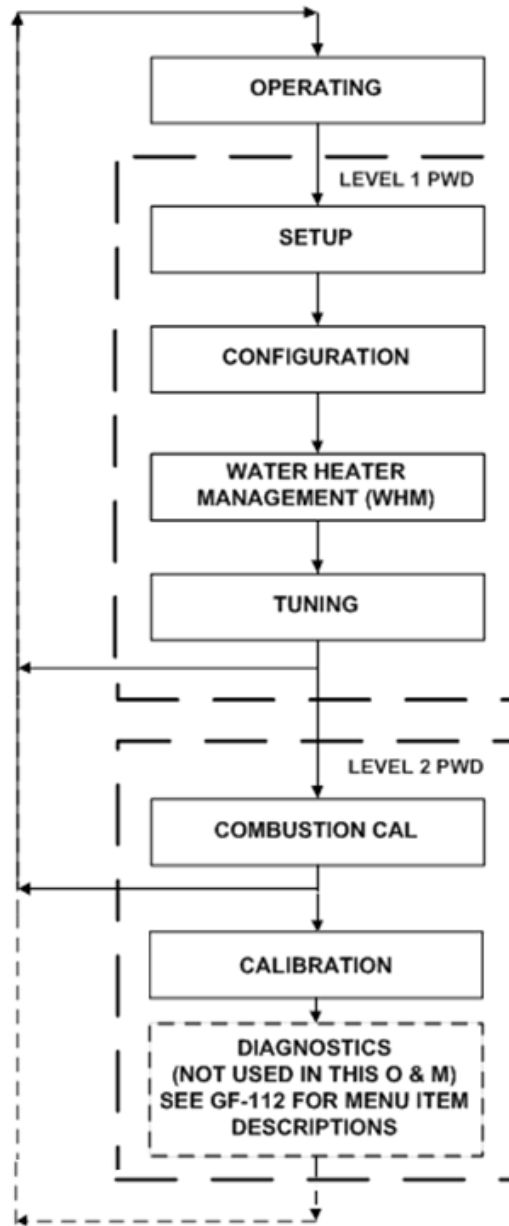 OPERATING
LEVEL 1 PWD
SETUP
CONFIGURATION
WATER HEATER
MANAGEMENT (WHM)
TUNING
LEVEL 2 PWD
COMBUSTION CAL
CALIBRATION
DIAGNOSTICS
(NOT USED IN THIS O & M)
SEE GF-112 FOR MENU ITEM
DESCRIPTIONS